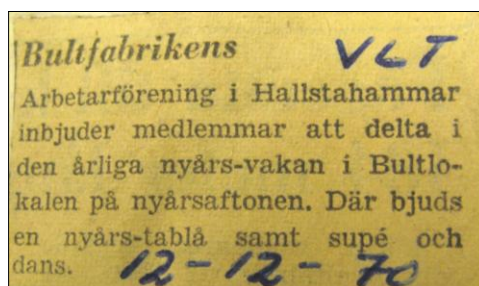 Bultfabrikens VLT
Arbetarförening i Hallstahammar
inbjuder medlemmar att delta i
den årliga nyårs-vakan i Bultlo-
kalen på nyårsaftonen. Där bjuds
en nyårs-tablå samt supé och
dans. 12-12-70